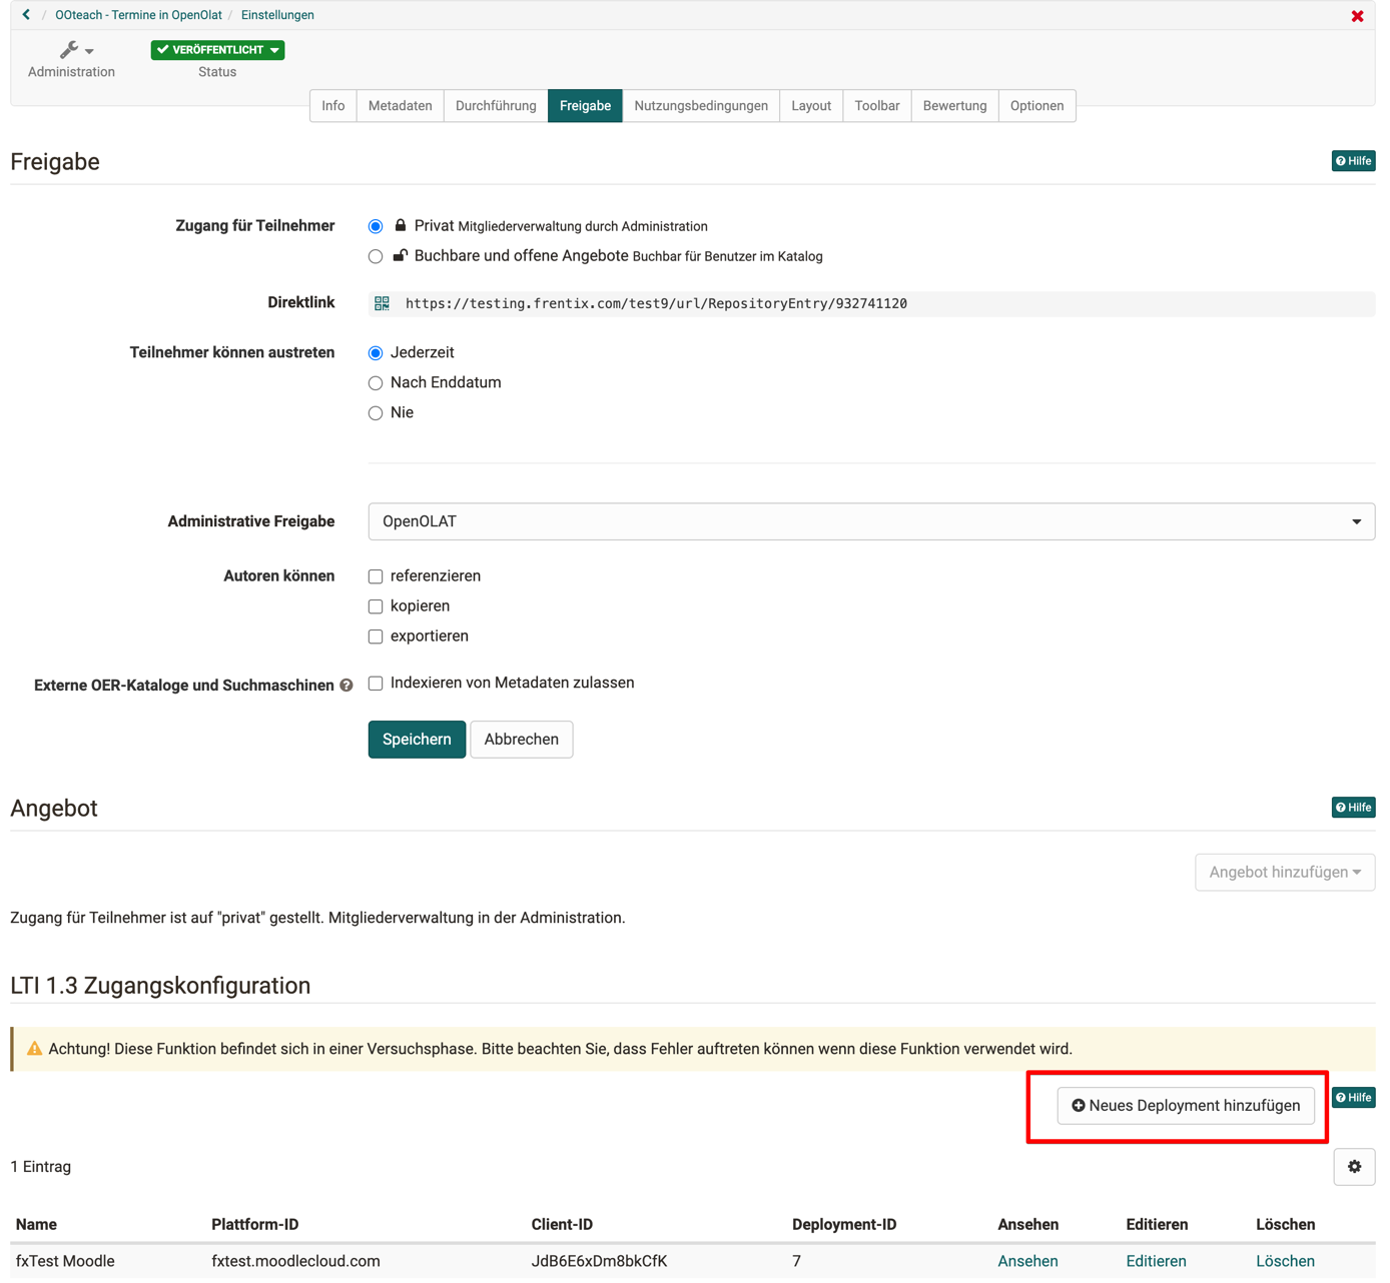 OOteach - Termine in OpenOlat / Einstellungen
Administration
VERÖFFENTLICHT
Status
Info Metadaten Durchführung Freigabe Nutzungsbedingungen Layout Toolbar Bewertung Optionen
Freigabe
Hilfe
Zugang für Teilnehmer
Privat Mitgliederverwaltung durch Administration
Buchbare und offene Angebote Buchbar für Benutzer im Katalog
Direktlink
https://testing.frentix.com/test9/url/RepositoryEntry/932741120
Teilnehmer können austreten
Jederzeit
Nach Enddatum
Nie
Administrative Freigabe
OpenOLAT
Autoren können
referenzieren
kopieren
exportieren
Externe OER-Kataloge und Suchmaschinen
Indexieren von Metadaten zulassen
Speichern Abbrechen
Angebot
Hilfe
Angebot hinzufügen
Zugang für Teilnehmer ist auf "privat" gestellt. Mitgliederverwaltung in der Administration.
LTI 1.3 Zugangskonfiguration
Achtung! Diese Funktion befindet sich in einer Versuchsphase. Bitte beachten Sie, dass Fehler auftreten können wenn diese Funktion verwendet wird.
Neues Deployment hinzufügen
Hilfe
1 Eintrag
Name Plattform-ID Client-ID Deployment-ID Ansehen Editieren Löschen
fxTest Moodle fxtest.moodlecloud.com JdB6E6xDm8bkCfK 7 Ansehen Editieren Löschen